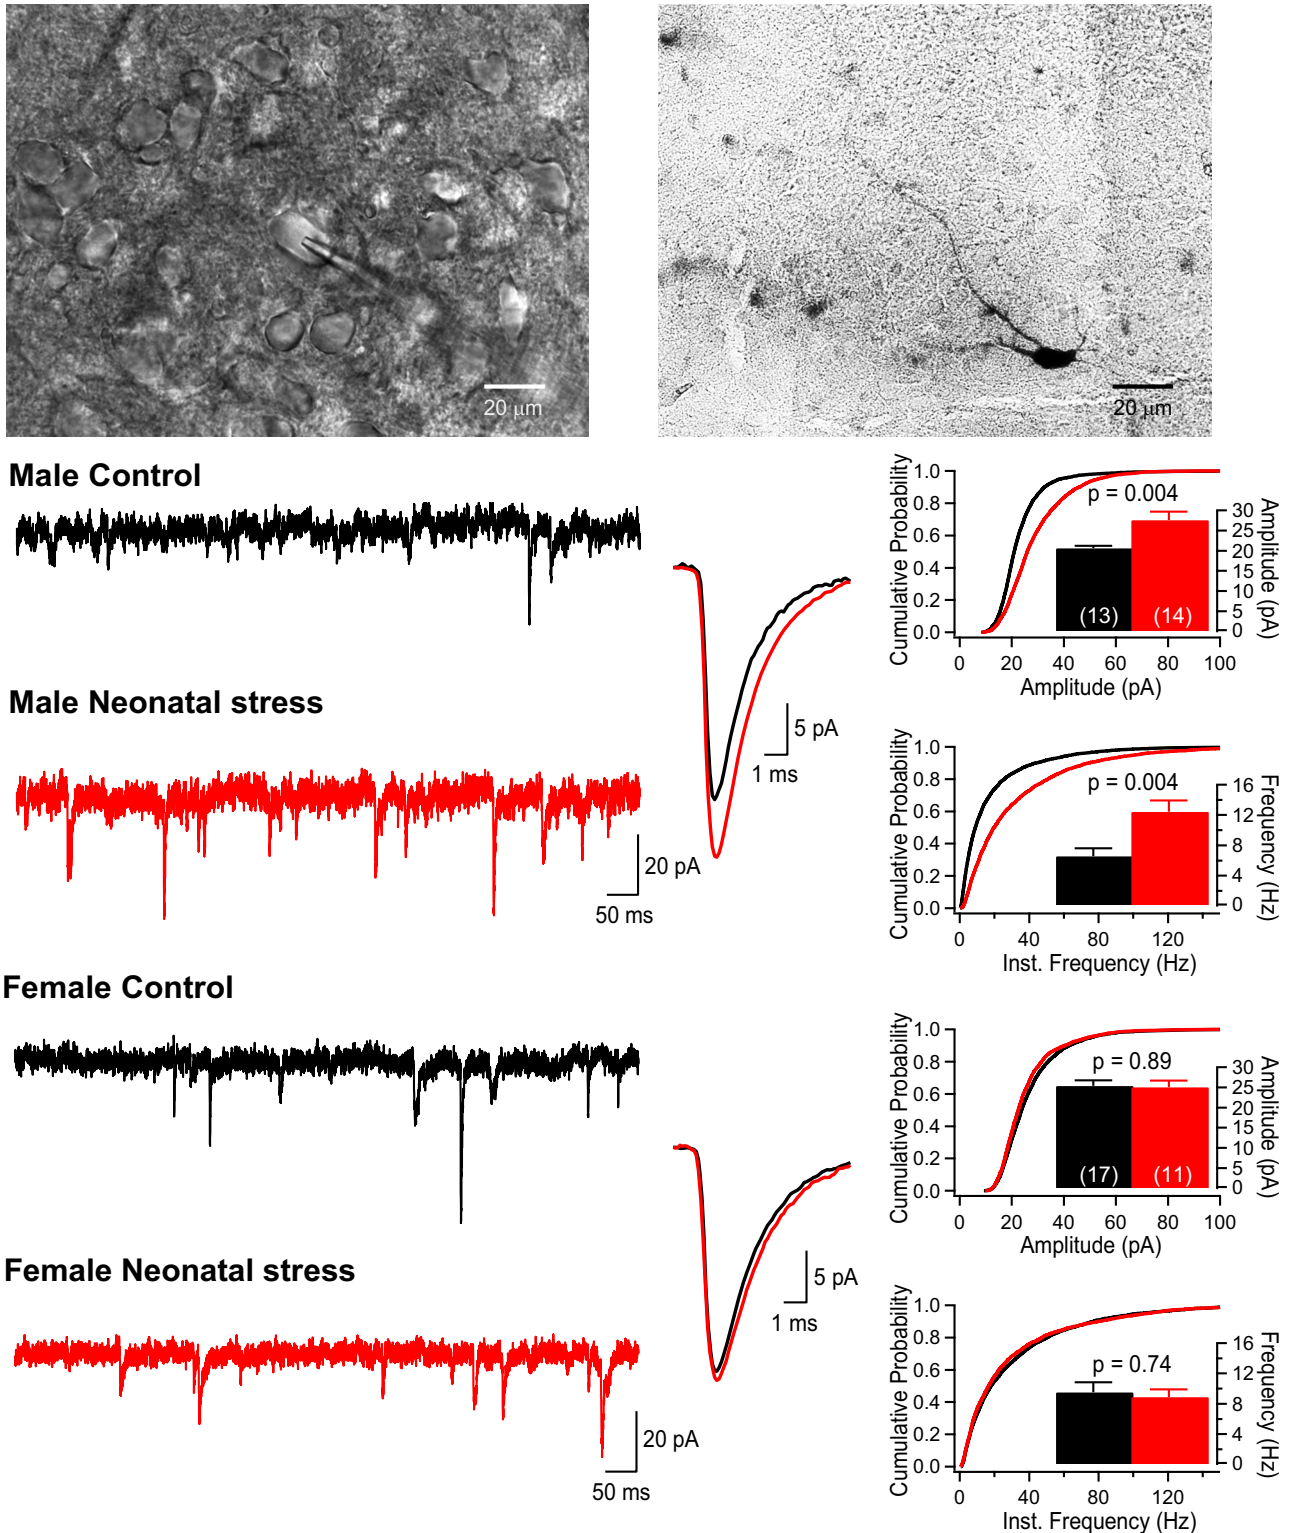 20 μm
20 μm
Male Control
Male Neonatal stress
20 pA
50 ms
5 pA
1 ms
Cumulative Probability
1.0
0.8
0.6
0.4
0.2
0.0
p = 0.004
(13)
(14)
30
25
20
15
10
5
0
Amplitude (pA)
0
20
40
60
80
100
Amplitude (pA)
Cumulative Probability
1.0
0.8
0.6
0.4
0.2
0.0
p = 0.004
16
12
8
4
0
Frequency (Hz)
0
40
80
120
Inst. Frequency (Hz)
Female Control
Female Neonatal stress
20 pA
50 ms
5 pA
1 ms
Cumulative Probability
1.0
0.8
0.6
0.4
0.2
0.0
p = 0.89
(17)
(11)
30
25
20
15
10
5
0
Amplitude (pA)
0
20
40
60
80
100
Amplitude (pA)
Cumulative Probability
1.0
0.8
0.6
0.4
0.2
0.0
p = 0.74
16
12
8
4
0
Frequency (Hz)
0
40
80
120
Inst. Frequency (Hz)